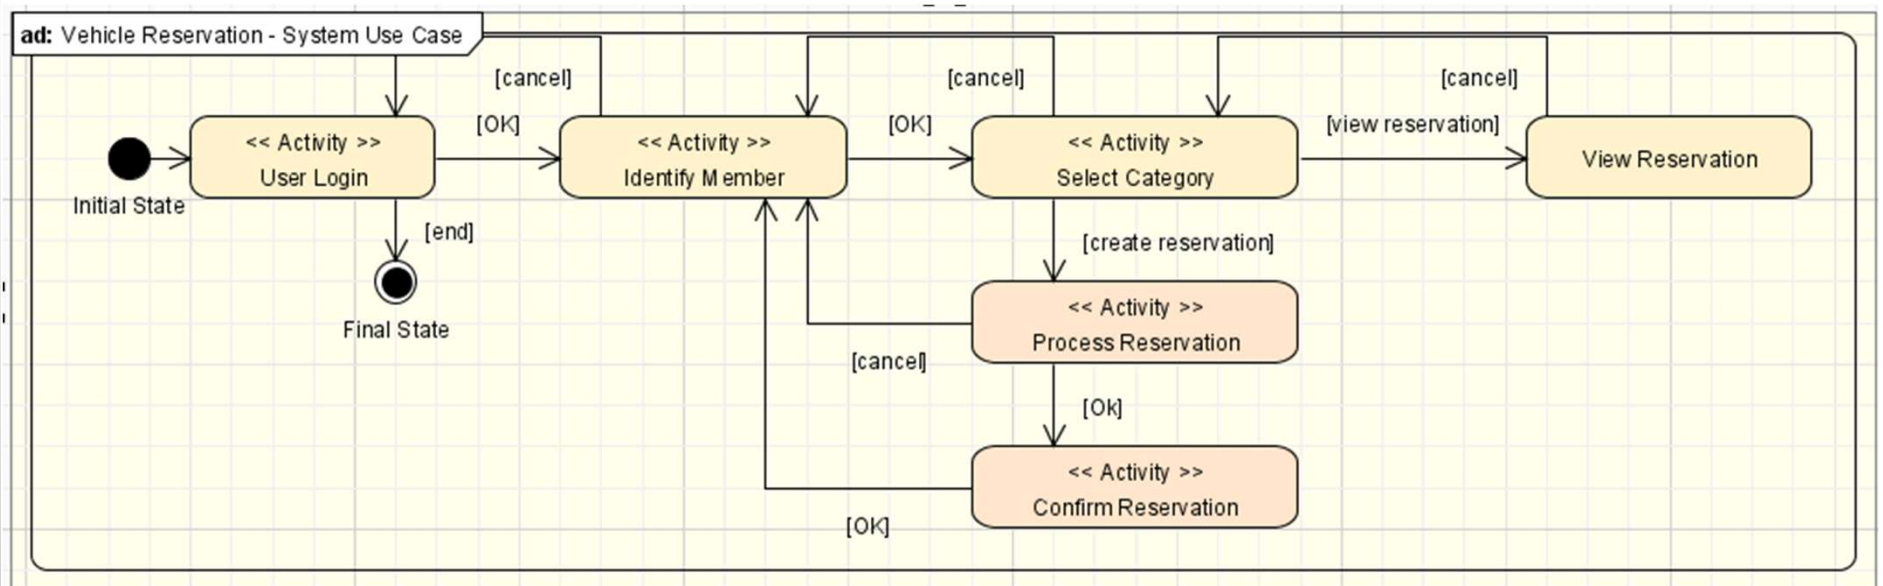 ad: Vehicle Reservation - System Use Case
[cancel]
[cancel]
[cancel]
[OK]
[OK]
[view reservation]
<< Activity >>
User Login
<< Activity >>
Identify Member
<< Activity >>
Select Category
View Reservation
Initial State
[end]
[create reservation]
Final State
<< Activity >>
Process Reservation
[cancel]
[Ok]
<< Activity >>
Confirm Reservation
[OK]